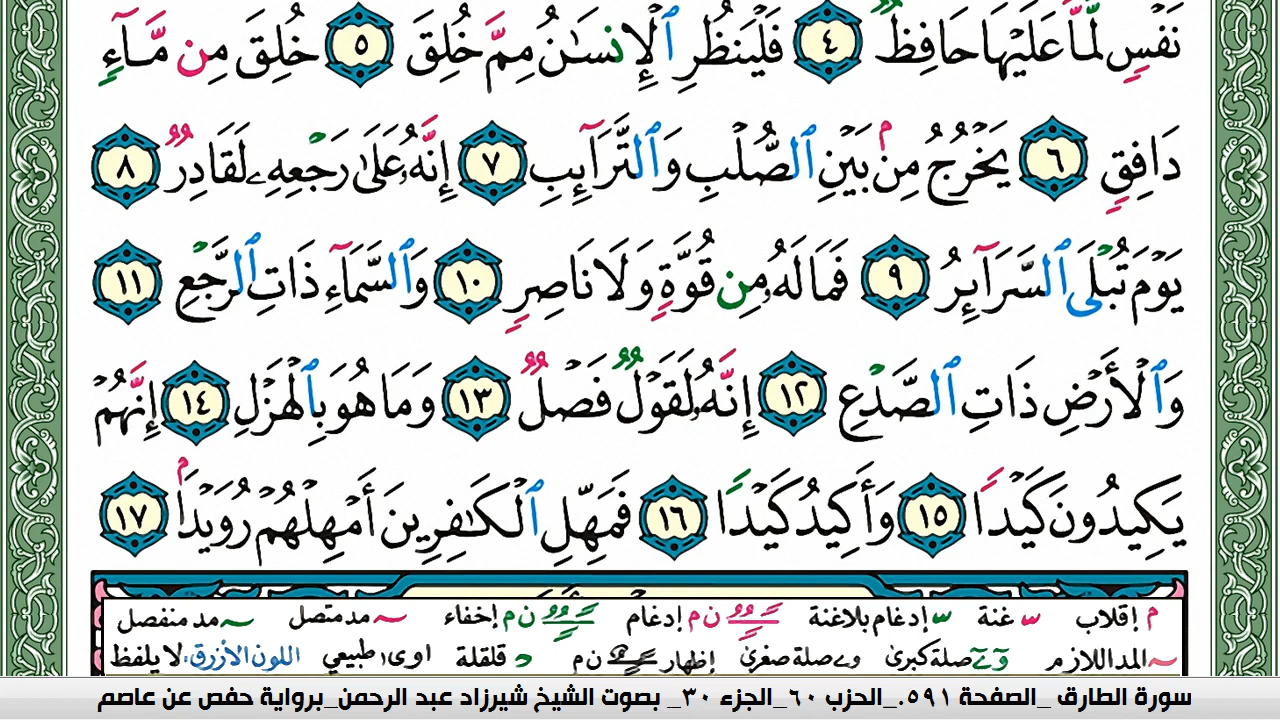 نَفْسٍ لَّمَّا عَلَيْهَا حَافِظٌ ٤ فَلْيَنظُرِ ٱلْإِنسَـٰنُ مِمَّ خُلِقَ ٥ خُلِقَ مِن مَّآءٍ
دَافِقٍ ٦ يَخْرُجُ مِنۢ بَيْنِ ٱلصُّلْبِ وَٱلتَّرَآئِبِ ٧ إِنَّهُۥ عَلَىٰ رَجْعِهِۦ لَقَادِرٌ ٨
يَوْمَ تُبْلَى ٱلسَّرَآئِرُ ٩ فَمَا لَهُۥ مِن قُوَّةٍ وَلَا نَاصِرٍ ١٠ وَٱلسَّمَآءِ ذَاتِ ٱلرَّجْعِ ١١
وَٱلْأَرْضِ ذَاتِ ٱلصَّدْعِ ١٢ إِنَّهُۥ لَقَوْلٌ فَصْلٌ ١٣ وَمَا هُوَ بِٱلْهَزْلِ ١٤ إِنَّهُمْ
يَكِيدُونَ كَيْدًا ١٥ وَأَكِيدُ كَيْدًا ١٦ فَمَهِّلِ ٱلْكَـٰفِرِينَ أَمْهِلْهُمْ رُوَيْدًۢا ١٧
م إقلاب س غنة س إدغام بلاغنة ن م إدغام ن م إخفاء مد متصل مد منفصل
المد اللازم صلة كبرى و ے صلة صغرى إظهار ن م قلقلة اوى طبيعي اللون الأزرق، لا يلفظ
سورة الطارق _الصفحة ٥٩١._الحزب ٦٠_الجزء ٣٠_ بصوت الشيخ شيرزاد عبد الرحمن_برواية حفص عن عاصم